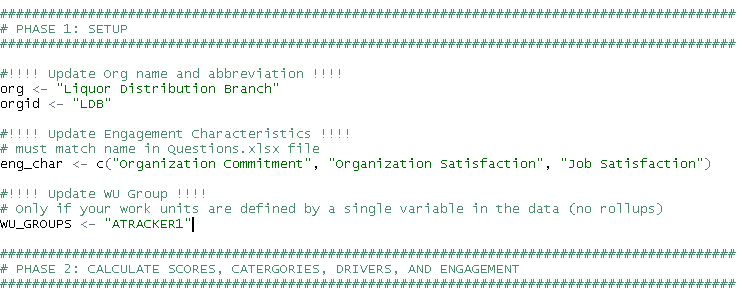 ################################################################################
# PHASE 1: SETUP
################################################################################
#!!!! Update Org name and abbreviation !!!!
org <- "Liquor Distribution Branch"
orgid <- "LDB"
#!!!! Update Engagement Characteristics !!!!
# must match name in Questions.xlsx file
eng_char <- c("Organization Commitment", "Organization Satisfaction", "Job Satisfaction")
#!!!! Update WU Group !!!!
# Only if your work units are defined by a single variable in the data (no rollups)
WU_GROUPS <- "ATRACKER1"
################################################################################
# PHASE 2: CALCULATE SCORES, CATERGORIES, DRIVERS, AND ENGAGEMENT
################################################################################